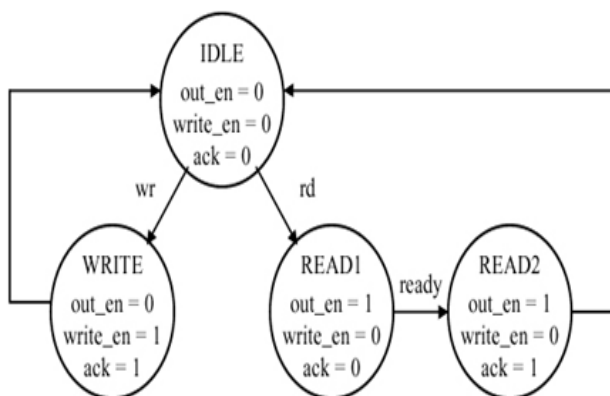 IDLE
out_en = 0
write_en = 0
ack = 0
wr
rd
WRITE
out_en = 0
write_en = 1
ack = 1
READ1
out_en = 1
write_en = 0
ack = 0
ready
READ2
out_en = 1
write_en = 0
ack = 1